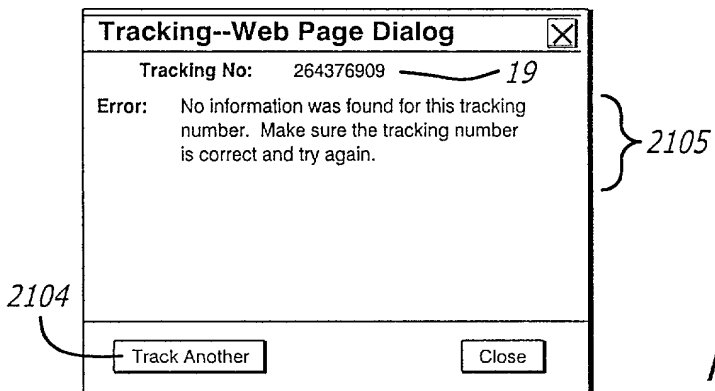 Tracking--Web Page Dialog
Tracking No: 264376909 19
Error: No information was found for this tracking
number. Make sure the tracking number
is correct and try again.
2105
2104
Track Another Close